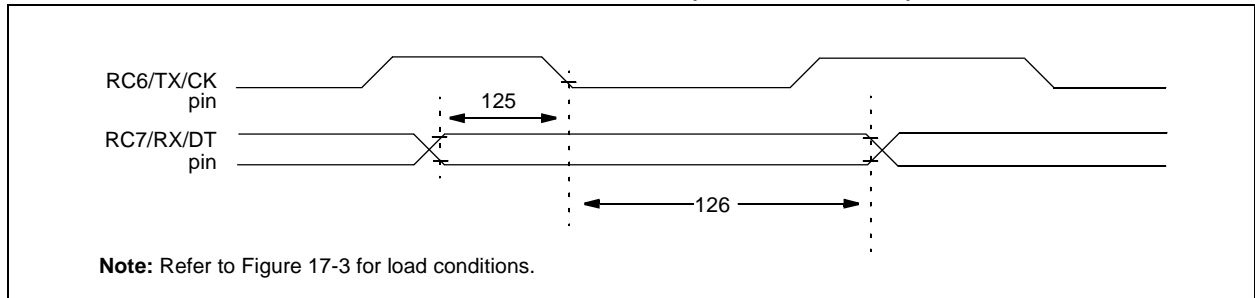 RC6/TX/CK
pin
125
RC7/RX/DT
pin
126
Note: Refer to Figure 17-3 for load conditions.